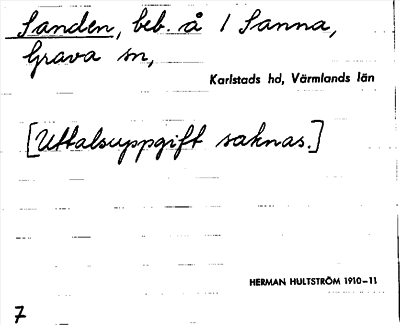 Sanden, beb. å 1 Sanna,
Grava sn,
Karlstads hd, Värmlands län
[Uttalsuppgift saknas.]
HERMAN HULTSTRÖM 1910-11
7